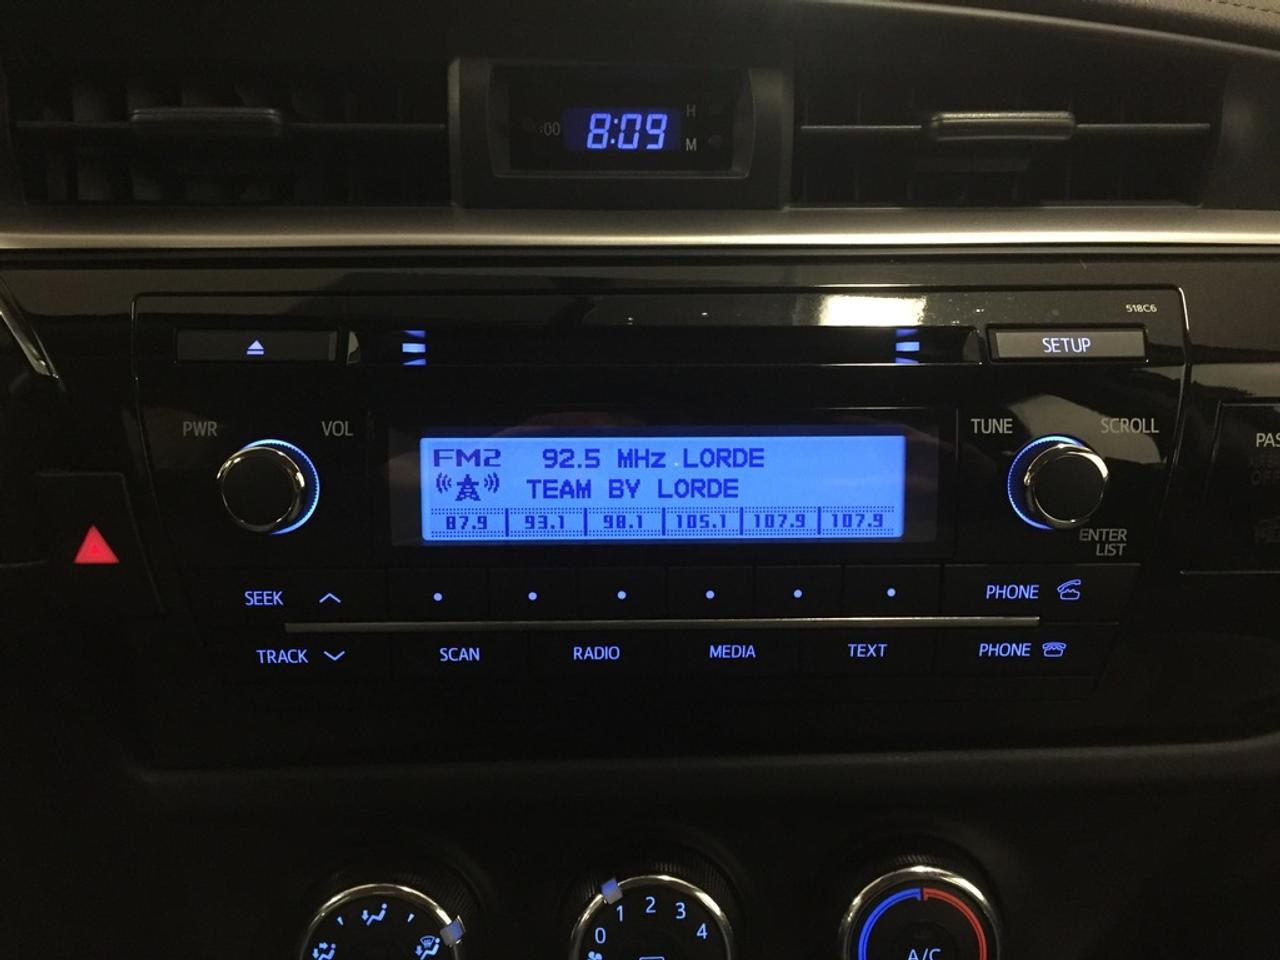 :00 8:09 H
M
518C6
SETUP
PWR VOL
TUNE SCROLL
FM2 92.5 MHz LORDE
TEAM BY LORDE
87.9 93.1 98.1 105.1 107.9 107.9
ENTER
LIST
PAS
SEEK
PHONE
TRACK SCAN RADIO MEDIA TEXT PHONE
0 1 2 3 4
A/C